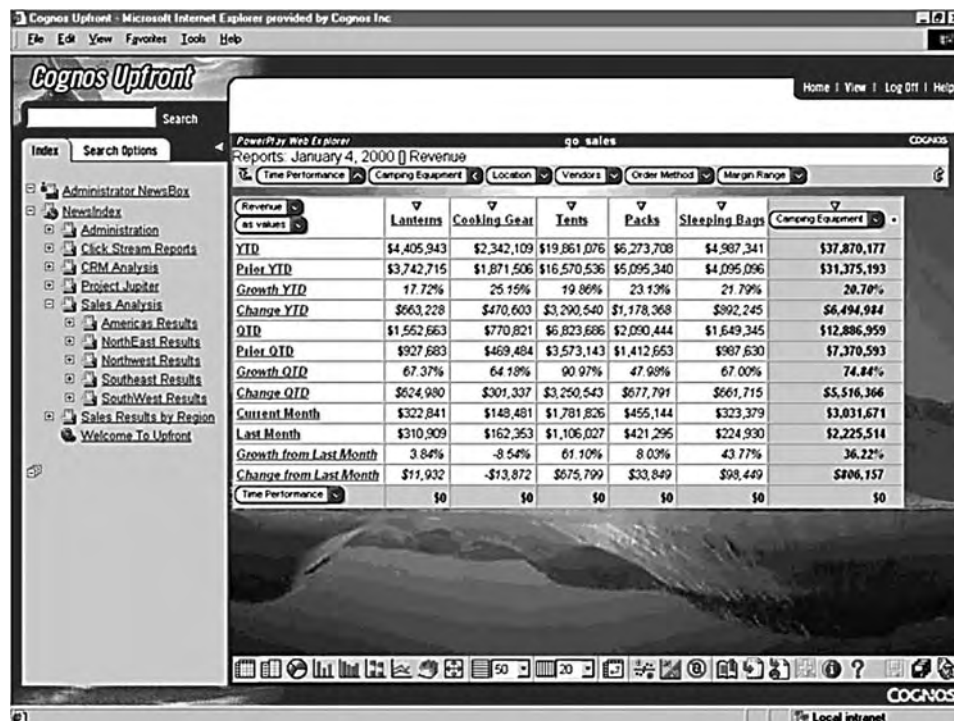 Cognos Upfront - Microsoft Internet Explorer provided by Cognos Inc
File Edit View Favorites Tools Help
Cognos Upfront
Home | View | Log Off | Help
Search
Index Search Options
PowerPlay Web Explorer go sales COGNOS
Reports: January 4, 2000 [] Revenue
Time Performance Camping Equipment Location Vendors Order Method Margin Range
Administrator NewsBox
NewsIndex
Administration
Click Stream Reports
CRM Analysis
Project Jupiter
Sales Analysis
Americas Results
NorthEast Results
Northwest Results
Southeast Results
SouthWest Results
Sales Results by Region
Welcome To Upfront
Revenue
as values
Lanterns Cooking Gear Tents Packs Sleeping Bags Camping Equipment
YTD $4,405,943 $2,342,109 $19,861,076 $6,273,708 $4,987,341 $37,870,177
Prior YTD $3,742,715 $1,871,506 $16,570,536 $5,095,340 $4,095,096 $31,375,193
Growth YTD 17.72% 25.15% 19.86% 23.13% 21.79% 20.70%
Change YTD $663,228 $470,603 $3,290,540 $1,178,368 $892,245 $6,494,984
QTD $1,552,663 $770,821 $6,823,686 $2,090,444 $1,649,345 $12,886,959
Prior QTD $927,683 $469,484 $3,573,143 $1,412,653 $987,630 $7,370,593
Growth QTD 67.37% 64.18% 90.97% 47.98% 67.00% 74.84%
Change QTD $624,980 $301,337 $3,250,543 $677,791 $661,715 $5,516,366
Current Month $322,841 $148,481 $1,781,826 $455,144 $323,379 $3,031,671
Last Month $310,909 $162,353 $1,106,027 $421,295 $224,930 $2,225,514
Growth from Last Month 3.84% -8.54% 61.10% 8.03% 43.77% 36.22%
Change from Last Month $11,932 -$13,872 $675,799 $33,849 $98,449 $806,157
Time Performance $0 $0 $0 $0 $0 $0
50 20
COGNOS
Local intranet